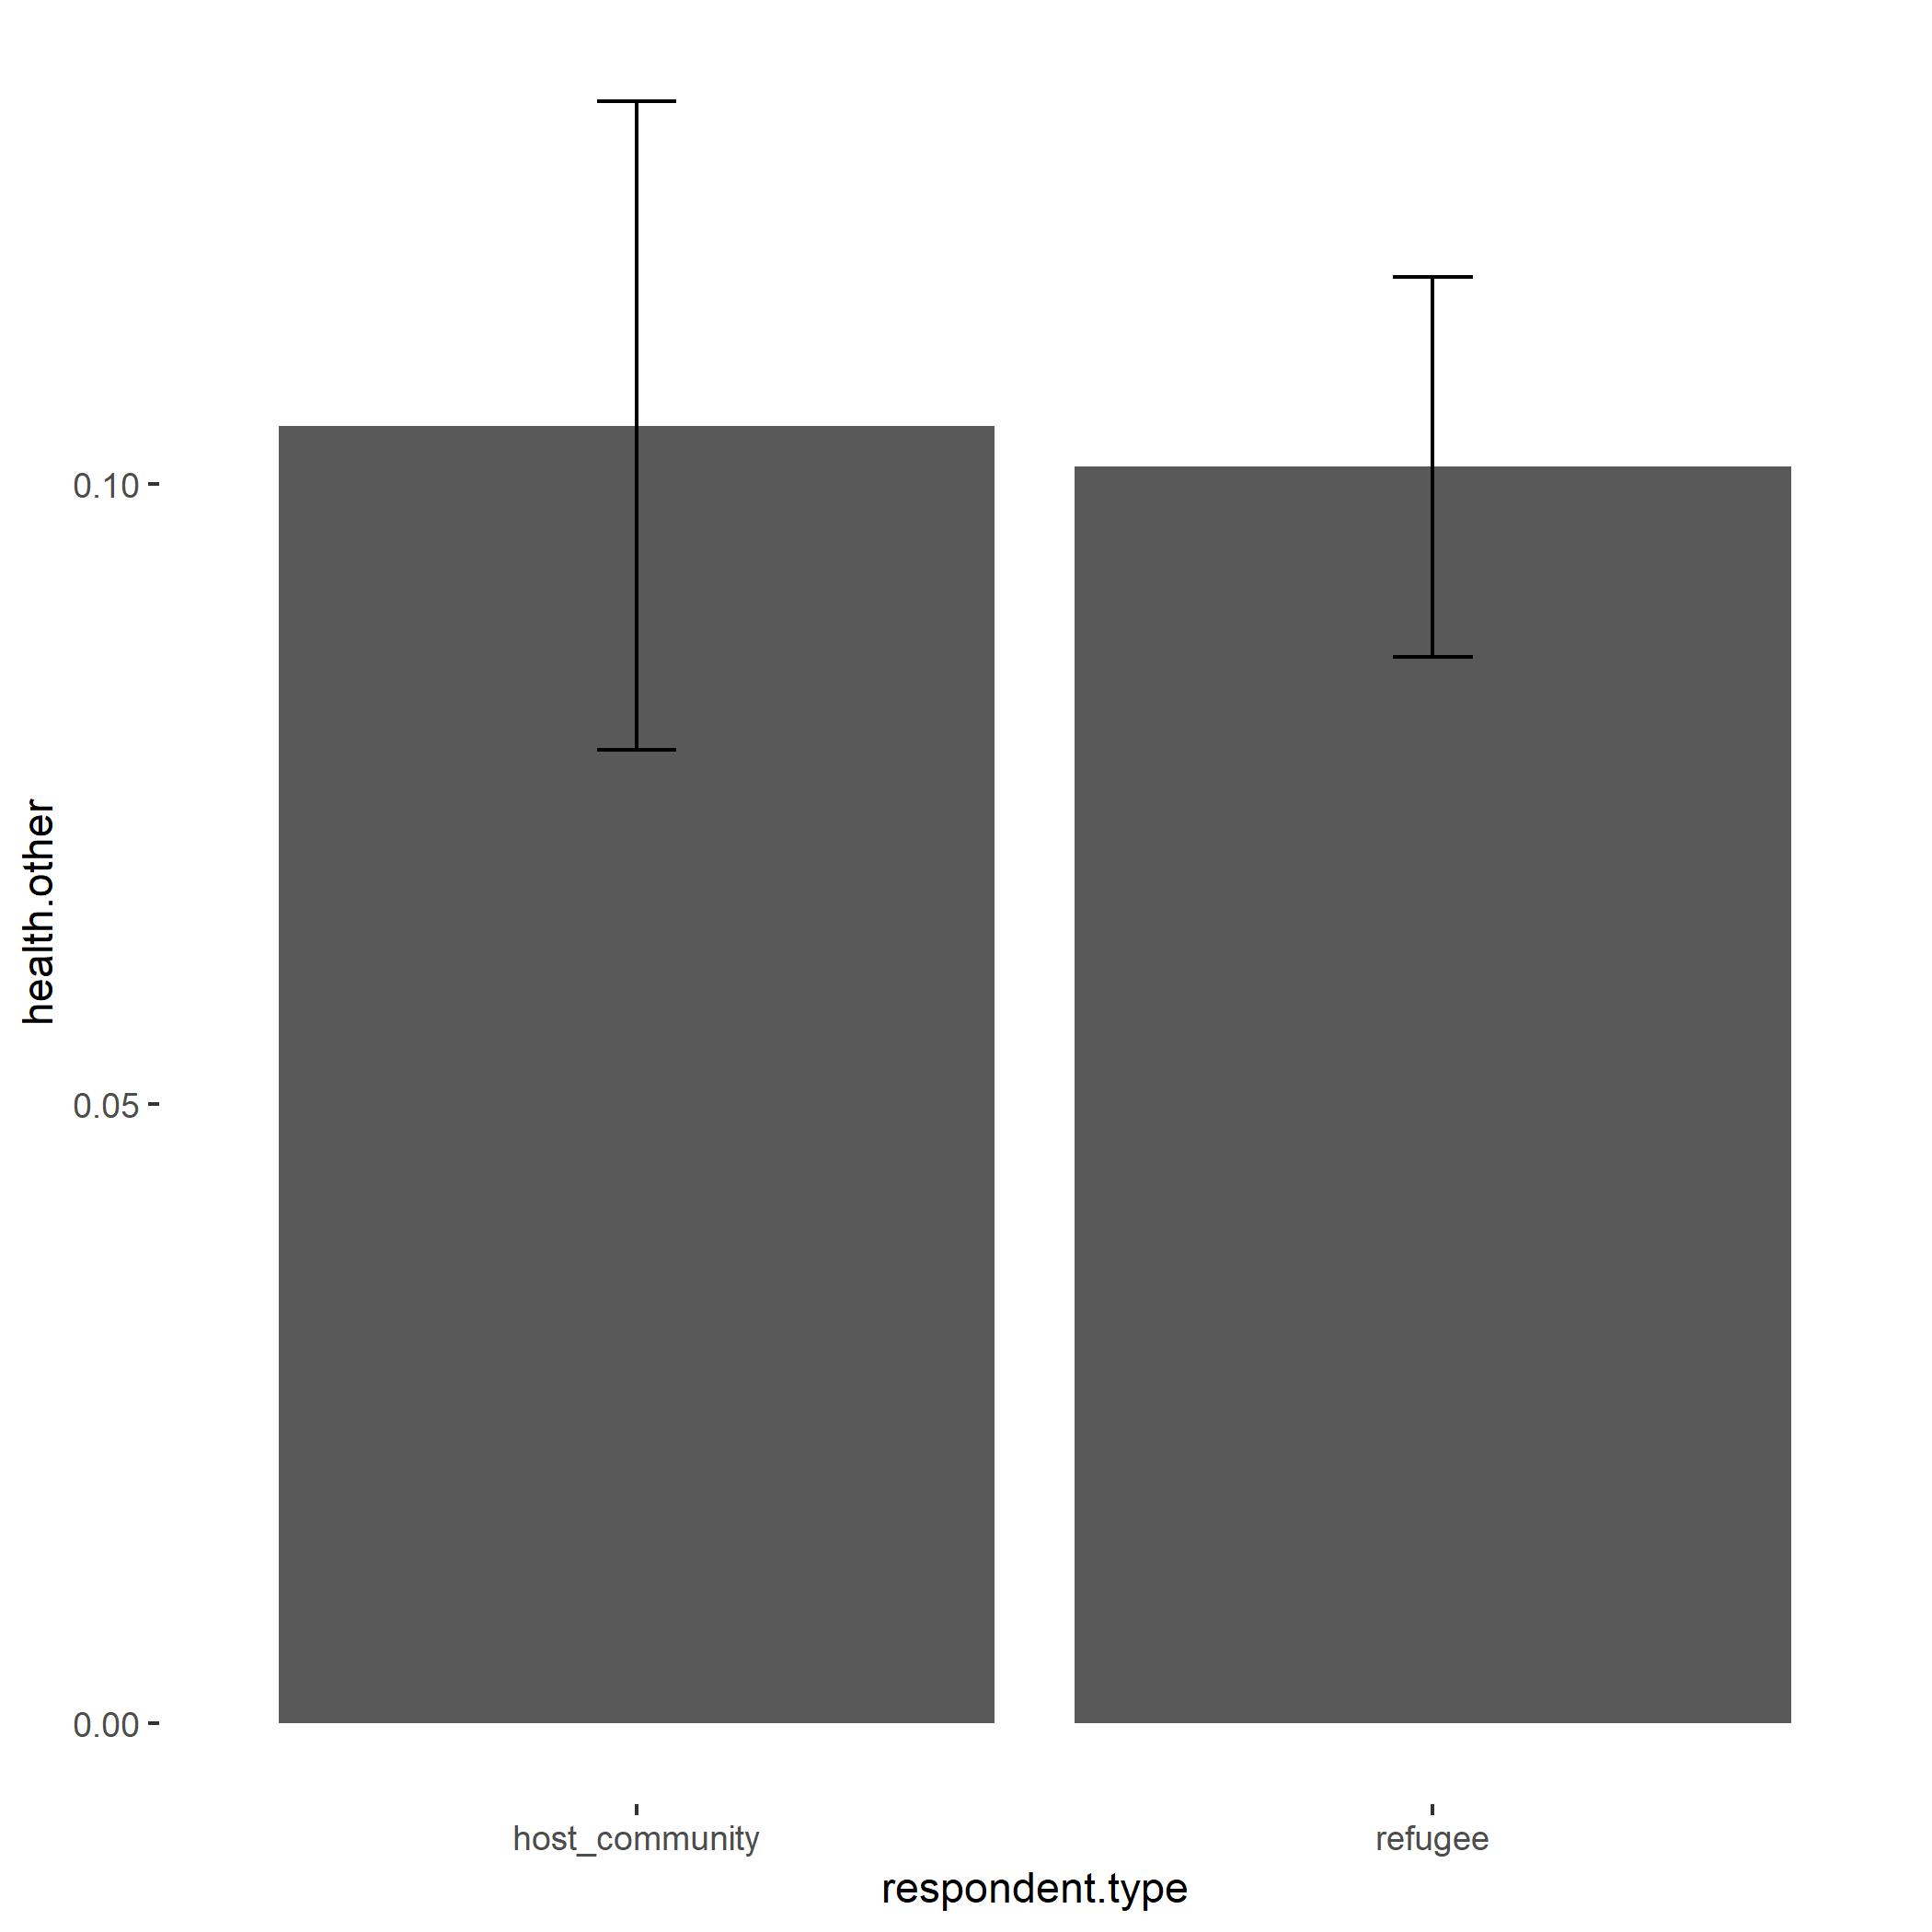 health.other
0.10
0.05
0.00
host_community refugee
respondent.type